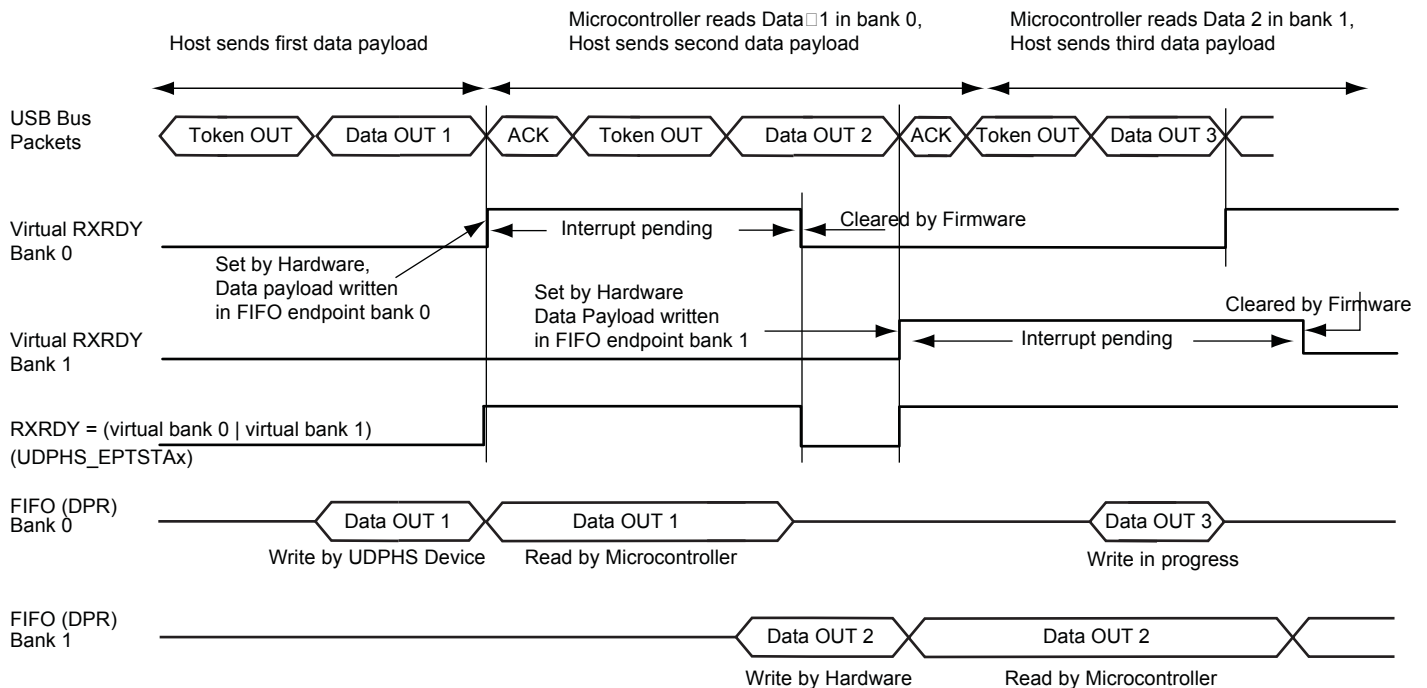 Host sends first data payload
Microcontroller reads Data□1 in bank 0,
Host sends second data payload
Microcontroller reads Data 2 in bank 1,
Host sends third data payload
USB Bus
Packets
Token OUT
Data OUT 1
ACK
Token OUT
Data OUT 2
ACK
Token OUT
Data OUT 3
Virtual RXRDY
Bank 0
Interrupt pending
Cleared by Firmware
Set by Hardware,
Data payload written
in FIFO endpoint bank 0
Set by Hardware
Data Payload written
in FIFO endpoint bank 1
Cleared by Firmware
Virtual RXRDY
Bank 1
Interrupt pending
RXRDY = (virtual bank 0 | virtual bank 1)
(UDPHS_EPTSTAx)
FIFO (DPR)
Bank 0
Data OUT 1
Data OUT 1
Data OUT 3
Write by UDPHS Device
Read by Microcontroller
Write in progress
FIFO (DPR)
Bank 1
Data OUT 2
Data OUT 2
Write by Hardware
Read by Microcontroller